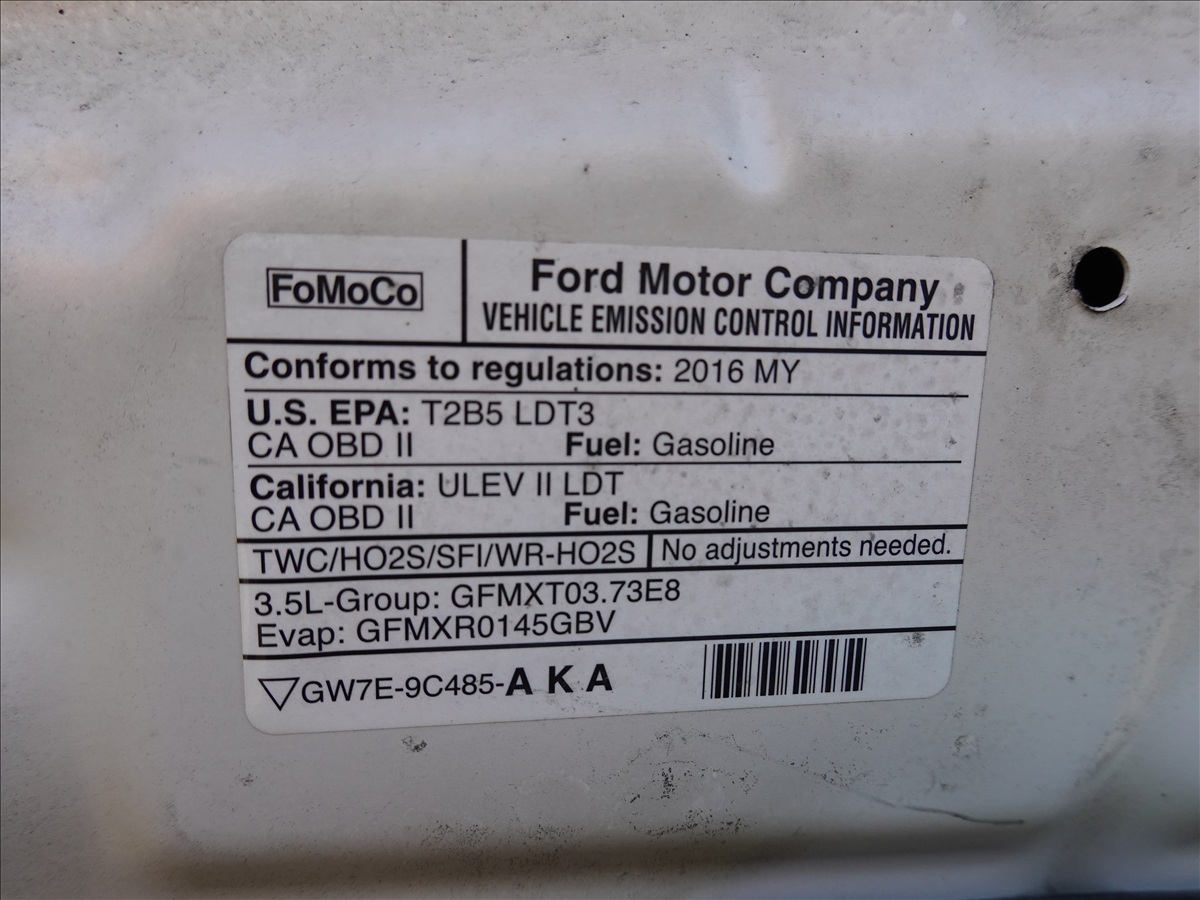 FoMoCo
Ford Motor Company
VEHICLE EMISSION CONTROL INFORMATION
Conforms to regulations: 2016 MY
U.S. EPA: T2B5 LDT3
CA OBD II Fuel: Gasoline
California: ULEV II LDT
CA OBD II Fuel: Gasoline
TWC/HO2S/SFI/WR-HO2S No adjustments needed.
3.5L-Group: GFMXT03.73E8
Evap: GFMXR0145GBV
GW7E-9C485-A K A